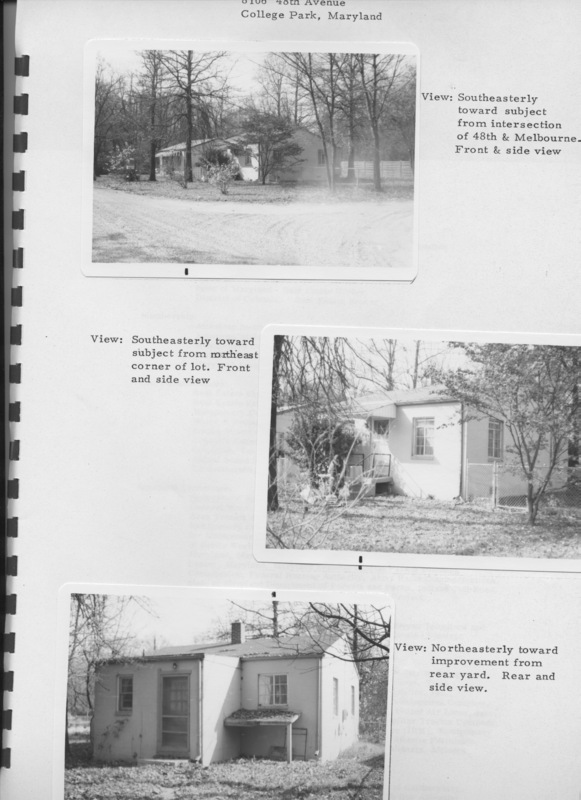 8106 48th Avenue
College Park, Maryland
View: Southeasterly
toward subject
from intersection
of 48th & Melbourne.
Front & side view
View: Southeasterly toward
subject from northeast
corner of lot. Front
and side view
View: Northeasterly toward
improvement from
rear yard. Rear and
side view.